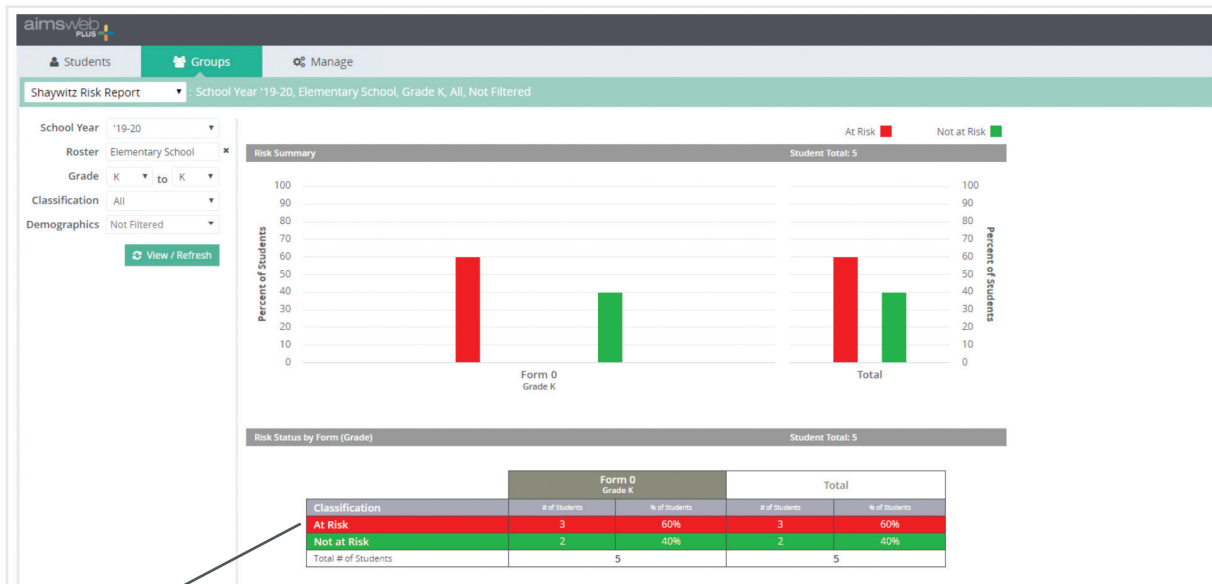 aimsweb
PLUS
Students Groups Manage
Shaywitz Risk Report : School Year '19-20, Elementary School, Grade K, All, Not Filtered
School Year '19-20
Roster Elementary School
Grade K to K
Classification All
Demographics Not Filtered
View / Refresh
At Risk Not at Risk
Risk Summary Student Total: 5
Percent of Students
100
90
80
70
60
50
40
30
20
10
0
Form 0
Grade K
Total
100
90
80
70
60
50
40
30
20
10
0
Percent of Students
Risk Status by Form (Grade) Student Total: 5
Form 0
Grade K
Total
Classification # of Students % of Students # of Students % of Students
At Risk 3 60% 3 60%
Not at Risk 2 40% 2 40%
Total # of Students 5 5